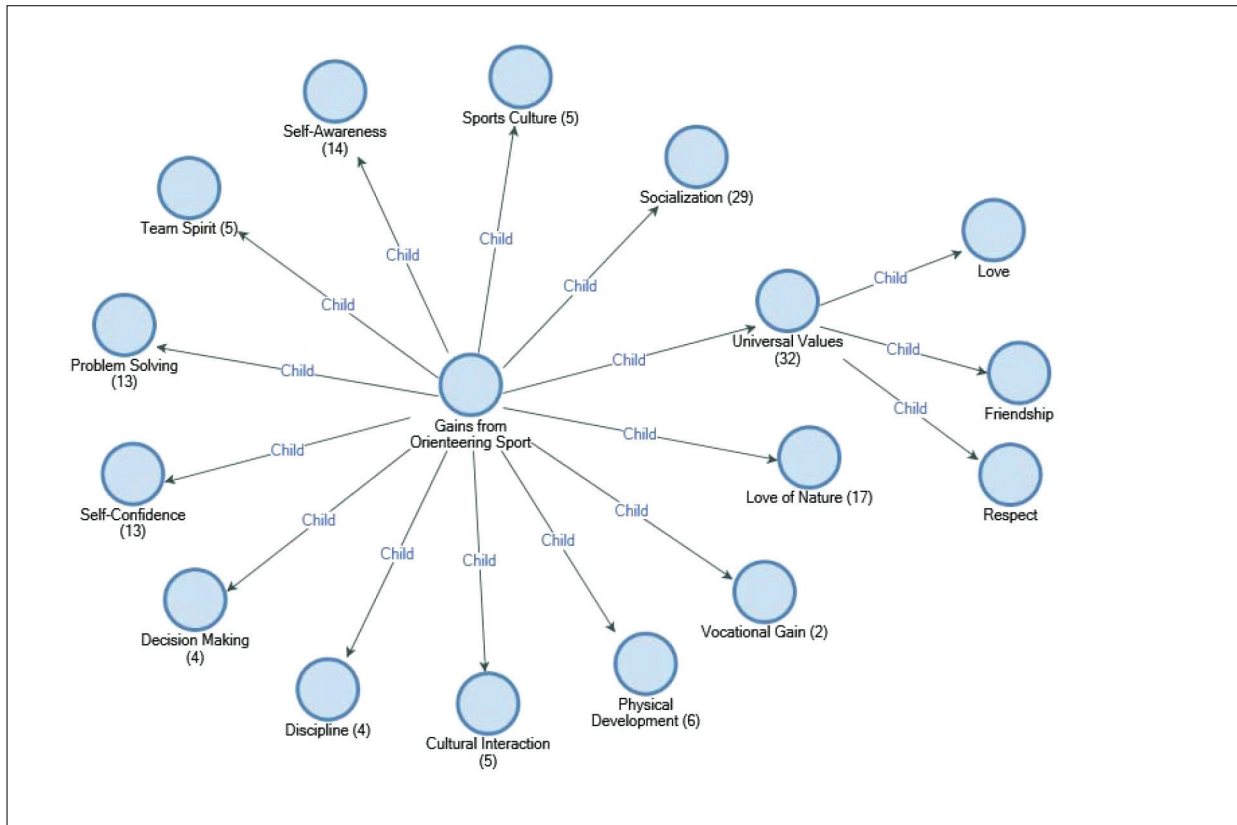 Sports Culture (5)
Self-Awareness
(14)
Socialization (29)
Team Spirit (5)
Child
Child
Child
Child
Child
Love
Child
Universal Values
(32)
Child
Problem Solving
(13)
Child
Child
Friendship
Child
Gains from
Orienteering Sport
Child
Child
Love of Nature (17)
Respect
Self-Confidence
(13)
Child
Child
Child
Child
Child
Vocational Gain (2)
Decision Making
(4)
Physical
Development (6)
Discipline (4)
Cultural Interaction
(5)